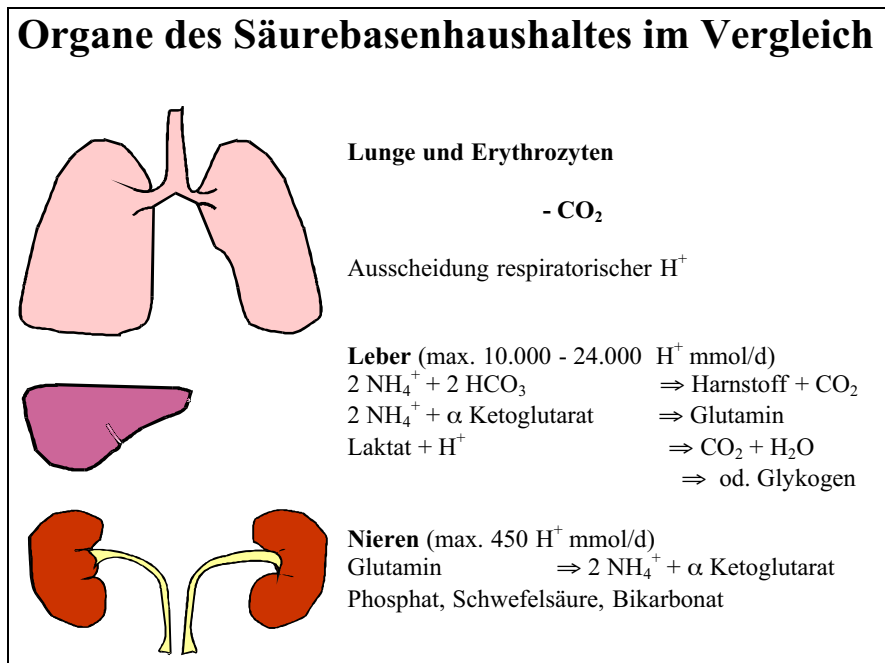 Organe des Säurebasenhaushaltes im Vergleich
Lunge und Erythrozyten
- CO₂
Ausscheidung respiratorischer H⁺
Leber (max. 10.000 - 24.000 H⁺ mmol/d)
2 NH₄⁺ + 2 HCO₃ ⇒ Harnstoff + CO₂
2 NH₄⁺ + α Ketoglutarat ⇒ Glutamin
Laktat + H⁺ ⇒ CO₂ + H₂O
⇒ od. Glykogen
Nieren (max. 450 H⁺ mmol/d)
Glutamin ⇒ 2 NH₄⁺ + α Ketoglutarat
Phosphat, Schwefelsäure, Bikarbonat